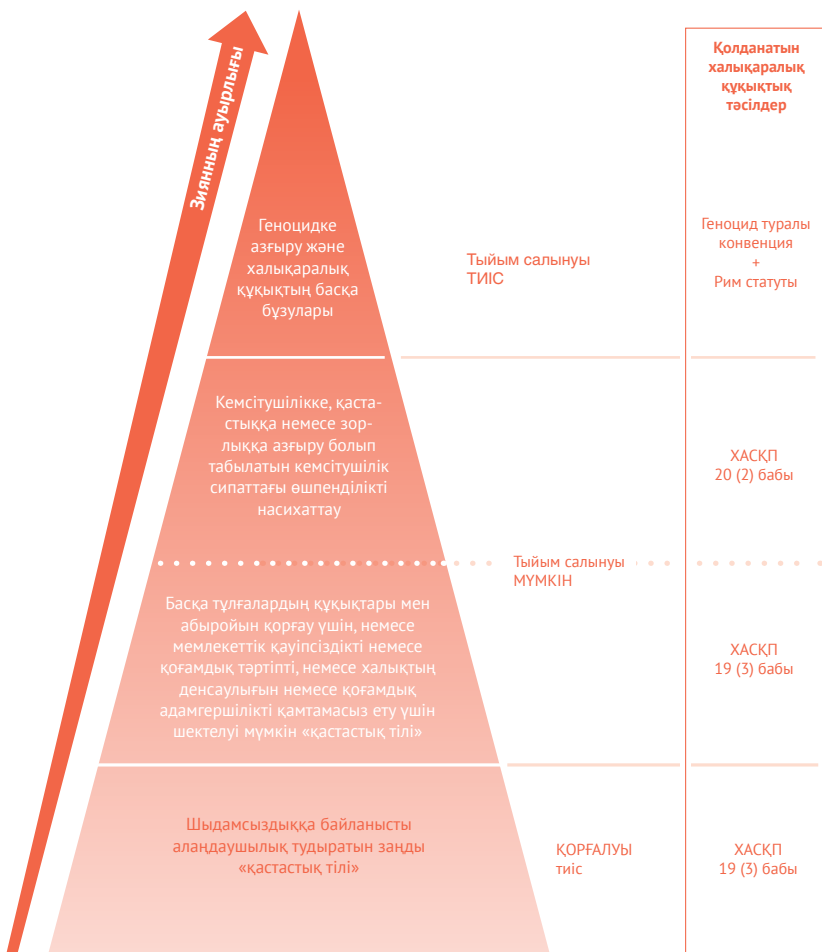 Зиянның ауырлығы
Қолданатын
халықаралық
құқықтық
тәсілдер
Геноцидке
азғыру және
халықаралық
құқықтың басқа
бұзулары
Тыйым салынуы
ТИІС
Геноцид туралы
конвенция
+
Рим статуты
Кемсітушілікке, қаста-
стыққа немесе зор-
лыққа азғыру болып
табылатын кемсітушілік
сипаттағы өшпенділікті
насихаттау
ХАСҚП
20 (2) бабы
Тыйым салынуы
МҮМКІН
Басқа тұлғалардың құқықтары мен
абыройын қорғау үшін, немесе
мемлекеттік қауіпсіздікті немесе
қоғамдық тәртіпті, немесе халықтың
денсаулығын немесе қоғамдық
адамгершілікті қамтамасыз ету үшін
шектелуі мүмкін «қастастық тілі»
ХАСҚП
19 (3) бабы
Шыдамсыздыққа байланысты
алаңдаушылық тудыратын заңды
«қастастық тілі»
ҚОРҒАЛУЫ
тиіс
ХАСҚП
19 (3) бабы